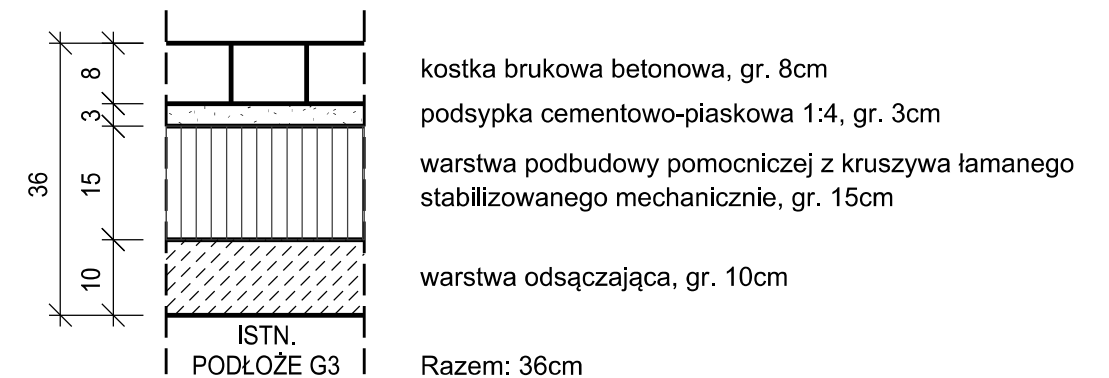 36
8
3
15
10
kostka brukowa betonowa, gr. 8cm
podsypka cementowo-piaskowa 1:4, gr. 3cm
warstwa podbudowy pomocniczej z kruszywa łamanego
stabilizowanego mechanicznie, gr. 15cm
warstwa odsączająca, gr. 10cm
ISTN.
PODŁOŻE G3
Razem: 36cm